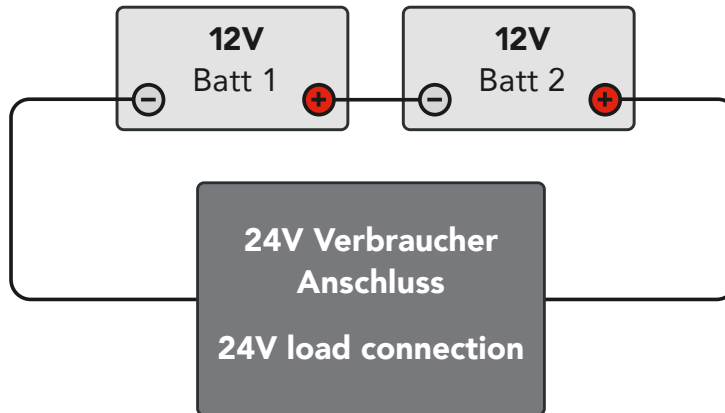 12V
Batt 1
12V
Batt 2
24V Verbraucher
Anschluss
24V load connection